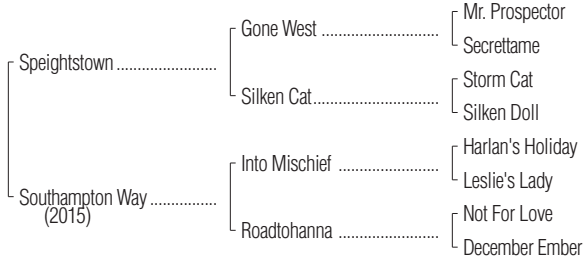 Mr. Prospector
Gone West ..............................
Secrettame
Speightstown .........................
Storm Cat
Silken Cat................................
Silken Doll
Harlan's Holiday
Into Mischief .........................
Leslie's Lady
Southampton Way .................
(2015)
Not For Love
Roadtohanna .........................
December Ember